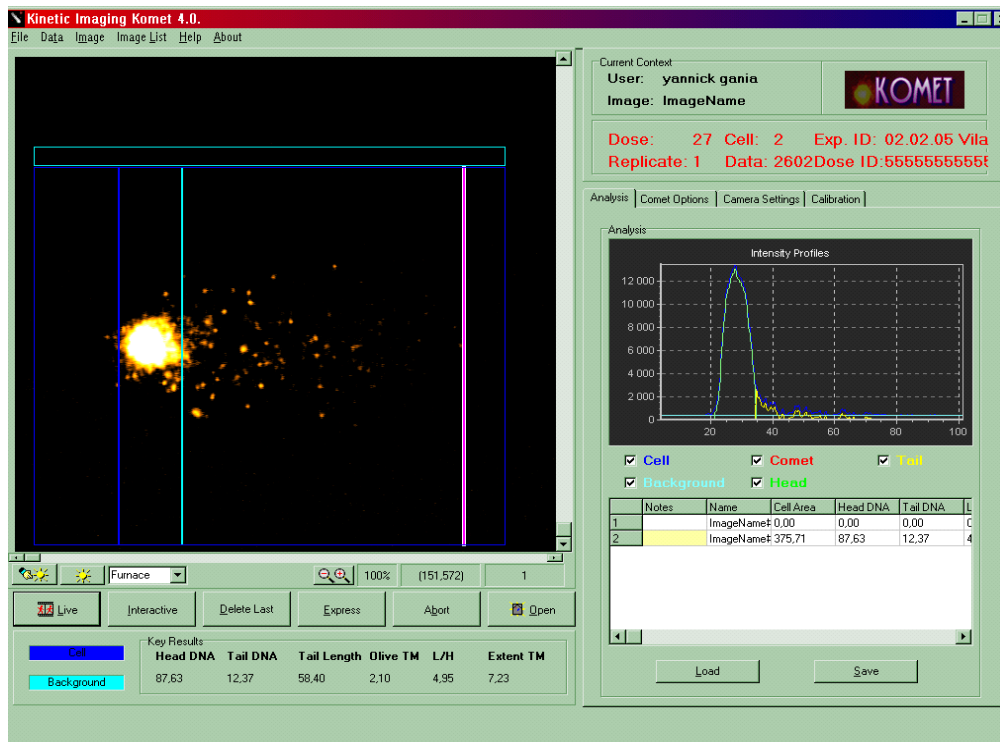 Kinetic Imaging Komet 4.0.
File Data Image Image List Help About
Current Context
User: yannick gania
Image: ImageName
KOMET
Dose: 27 Cell: 2 Exp. ID: 02.02.05 Vila
Replicate: 1 Data: 2602Dose ID:555555555555
Analysis Comet Options Camera Settings Calibration
Analysis
Intensity Profiles
12 000
10 000
8 000
6 000
4 000
2 000
0
20 40 60 80 100
Cell Comet Tail
Background Head
Notes Name Cell Area Head DNA Tail DNA L
1 ImageName‡ 0,00 0,00 0,00
2 ImageName‡ 375,71 87,63 12,37 4
Load Save
Furnace 100% (151,572) 1
Live Interactive Delete Last Express Abort Open
Key Results
Cell
Background
Head DNA Tail DNA Tail Length Olive TM L/H Extent TM
87,63 12,37 58,40 2,10 4,95 7,23